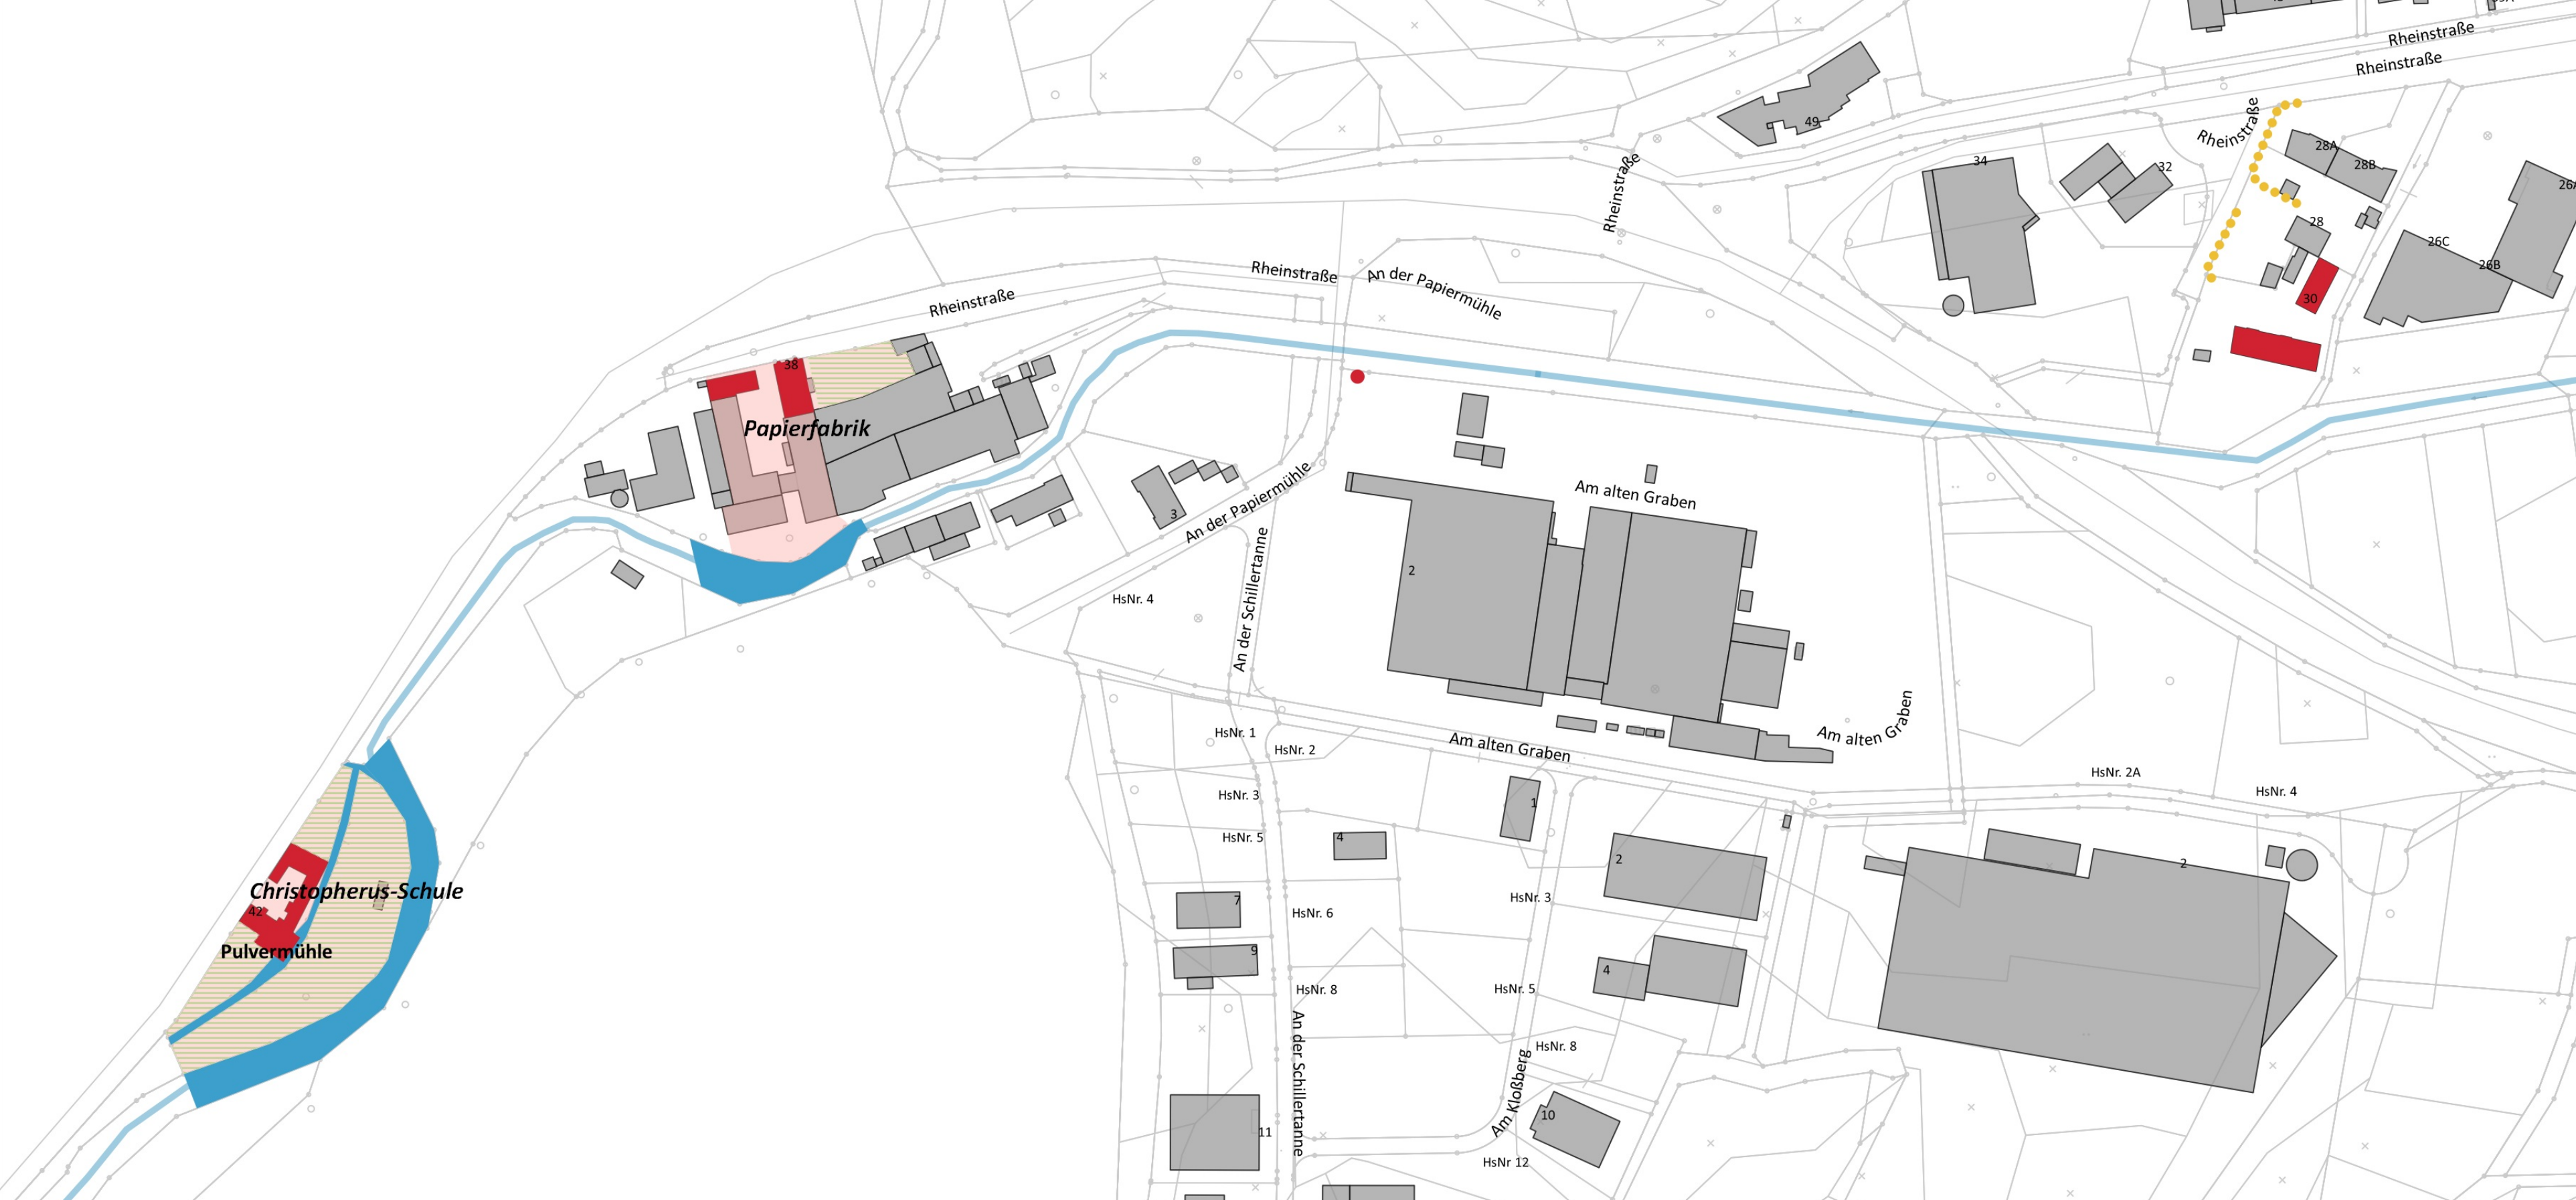 Rheinstraße
Rheinstraße
49
Rheinstraße
34
32
Rheinstraße
28A
28B
28
26C
26B
30
Rheinstraße
Rheinstraße
An der Papiermühle
38
Papierfabrik
3
An der Papiermühle
An der Schillertanne
HsNr. 4
2
Am alten Graben
Am alten Graben
Am alten Graben
HsNr. 1
HsNr. 2
HsNr. 3
HsNr. 5
4
1
2
HsNr. 2A
HsNr. 4
2
Christopherus-Schule
42
Pulvermühle
7
HsNr. 6
HsNr. 3
9
4
HsNr. 8
HsNr. 5
An der Schillertanne
HsNr. 8
Am Kloßberg
10
11
HsNr 12